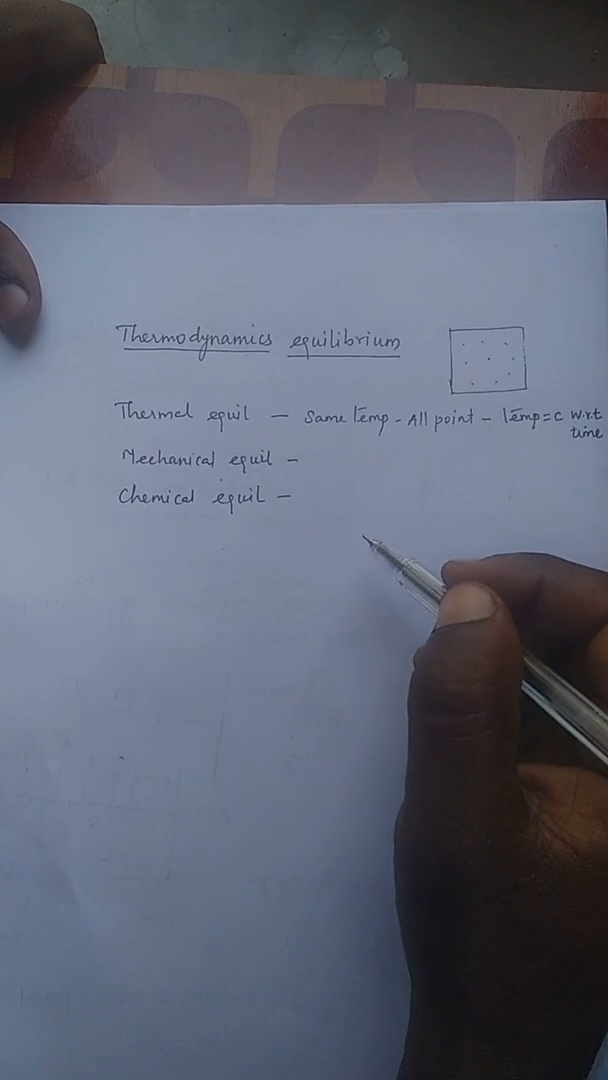 Thermodynamics equilibrium
Thermal equil - Same Temp - All point - Temp = C w.r.t
time
Mechanical equil -
Chemical equil -